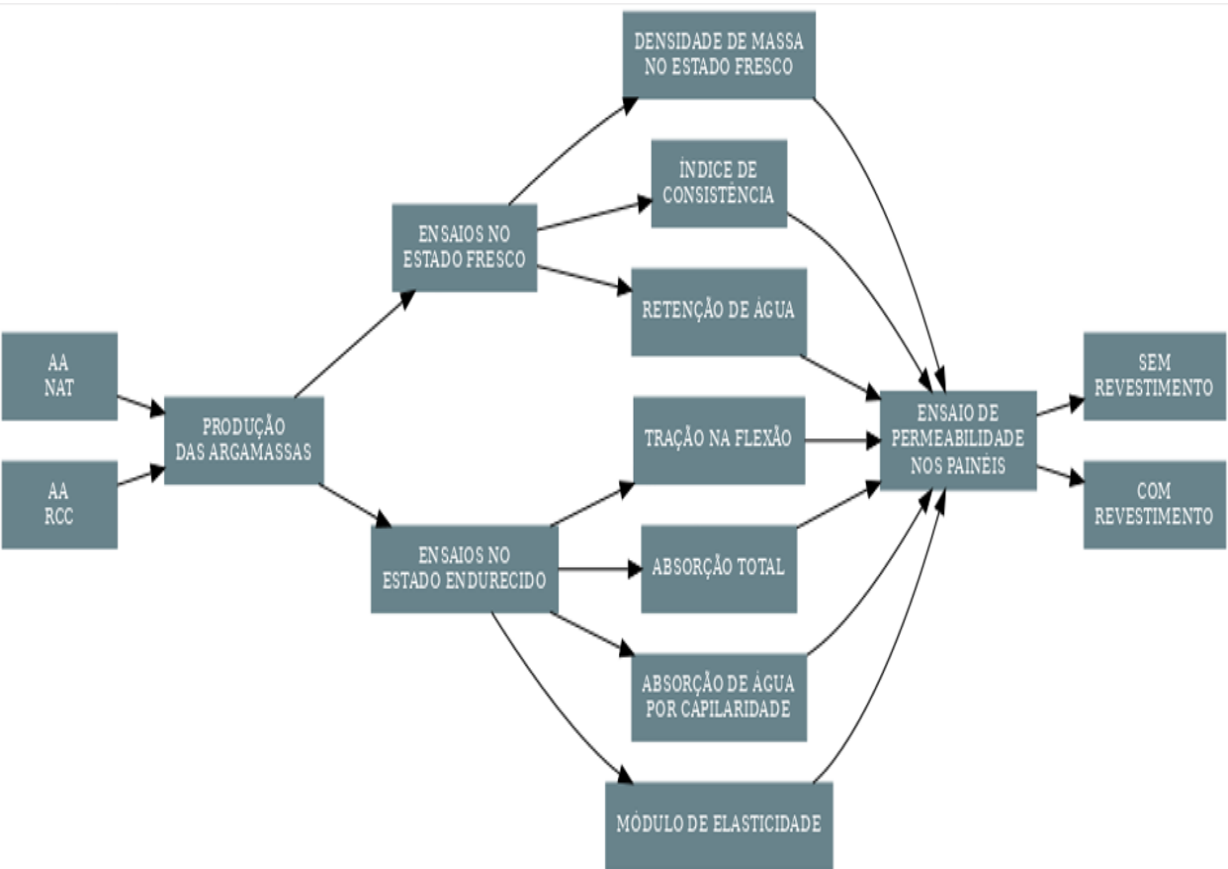 AA
NAT
AA
RCC
PRODUÇÃO
DAS ARGAMASSAS
ENSAIOS NO
ESTADO FRESCO
ENSAIOS NO
ESTADO ENDURECIDO
DENSIDADE DE MASSA
NO ESTADO FRESCO
ÍNDICE DE
CONSISTÊNCIA
RETENÇÃO DE ÁGUA
TRAÇÃO NA FLEXÃO
ABSORÇÃO TOTAL
ABSORÇÃO DE ÁGUA
POR CAPILARIDADE
MÓDULO DE ELASTICIDADE
ENSAIO DE
PERMEABILIDADE
NOS PAINÉIS
SEM
REVESTIMENTO
COM
REVESTIMENTO